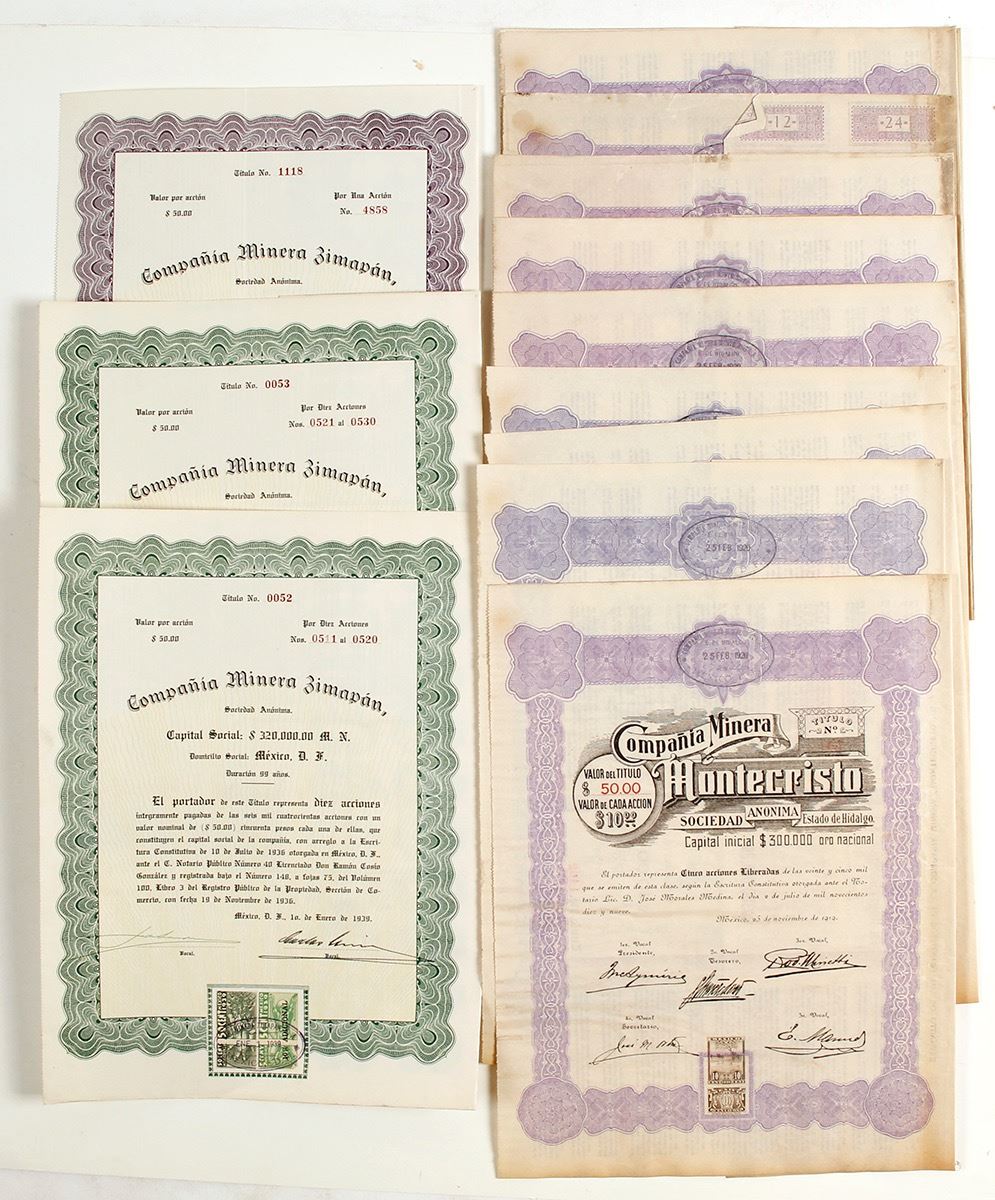 Título No. 1118
Valor por acción
$ 50.00
Por Una Acción
No. 4858
Compañía Minera Zimapán,
Sociedad Anónima.
Título No. 0053
Valor por acción
$ 50.00
Por Diez Acciones
Nos. 0521 al 0530
Compañía Minera Zimapán,
Sociedad Anónima.
Título No. 0052
Valor por acción
$ 50.00
Por Diez Acciones
Nos. 0511 al 0520
Compañía Minera Zimapán,
Sociedad Anónima.
Capital Social: $ 320,000.00 M. N.
Domicilio Social: México, D. F.
Duración 99 años.
El portador de este Título representa diez acciones
íntegramente pagadas de las seis mil cuatrocientas acciones con un
valor nominal de ($ 50.00) cincuenta pesos cada una de ellas, que
constituyen el capital social de la compañía, con arreglo a la Escri-
tura Constitutiva de 10 de Julio de 1936 otorgada en México, D. F.,
ante el C. Notario Público Número 40 Licenciado Don Ramón Cosío
González y registrada bajo el Número 148, a fojas 75, del Volúmen
100, Libro 3 del Registro Público de la Propiedad, Sección de Co-
mercio, con fecha 19 de Noviembre de 1936.
México, D. F., 1o. de Enero de 1939.
Vocal.
Vocal.
ENE 1939
-12-
-24-
25 FEB. 1920
25 FEB. 1920
25 FEB. 1920
Compañía Minera
Montecristo
TITULO
Nº
VALOR DEL TITULO
$ 50.00
VALOR DE CADA ACCION
$10.00
SOCIEDAD ANONIMA Estado de Hidalgo.
Capital inicial $ 300.000 oro nacional
El portador representa Cinco acciones Liberadas de las veinte y cinco mil
que se emiten de esta clase, según la Escritura Constitutiva otorgada ante el No-
tario Lic. D. José Morales Medina, el día 2 de julio de mil novecientos
diez y nueve.
México, 25 de noviembre de 1919.
1er. Vocal
Presidente,
2o. Vocal
Tesorero,
3er. Vocal,
4o. Vocal
Secretario,
5o. Vocal,
10